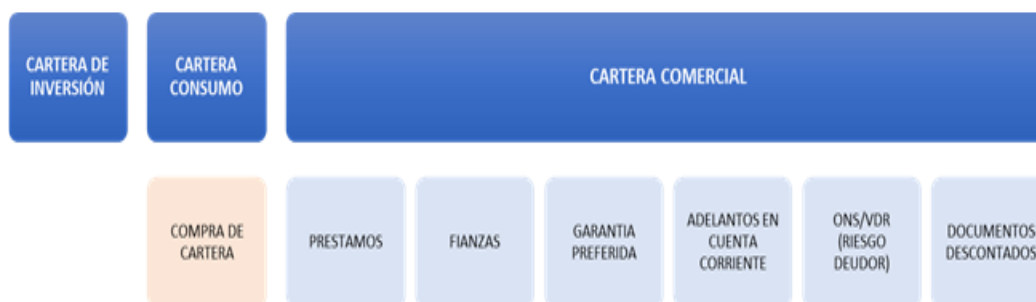 CARTERA DE
INVERSIÓN
CARTERA
CONSUMO
CARTERA COMERCIAL
COMPRA DE
CARTERA
PRESTAMOS
FIANZAS
GARANTIA
PREFERIDA
ADELANTOS EN
CUENTA
CORRIENTE
ONS/VDR
(RIESGO
DEUDOR)
DOCUMENTOS
DESCONTADOS